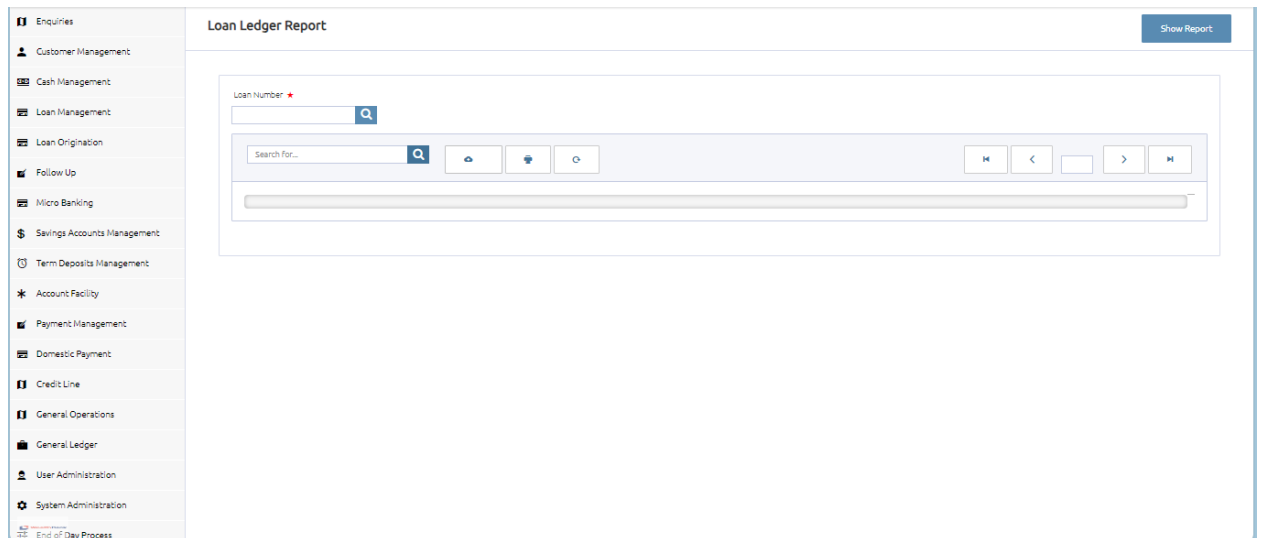 Enquiries
Customer Management
Cash Management
Loan Management
Loan Origination
Follow Up
Micro Banking
Savings Accounts Management
Term Deposits Management
Account Facility
Payment Management
Domestic Payment
Credit Line
General Operations
General Ledger
User Administration
System Administration
End of Day Process
Loan Ledger Report
Show Report
Loan Number ★
Search for...